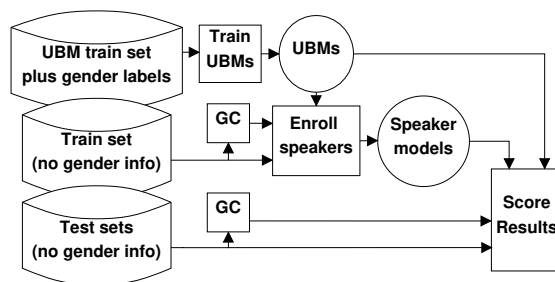 UBM train set
plus gender labels
Train
UBMs
UBMs
GC
Enroll
speakers
Speaker
models
Train set
(no gender info)
GC
Score
Results
Test sets
(no gender info)